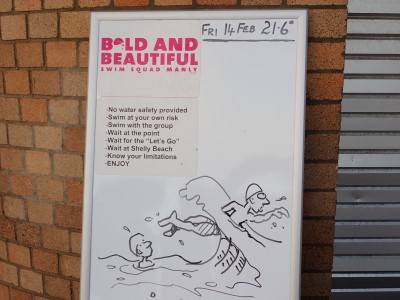 FRI 14 FEB 21.6°
BOLD AND
BEAUTIFUL
SWIM SQUAD MANLY
-No water safety provided
-Swim at your own risk
-Swim with the group
-Wait at the point
-Wait for the "Let's Go"
-Wait at Shelly Beach
-Know your limitations
-ENJOY